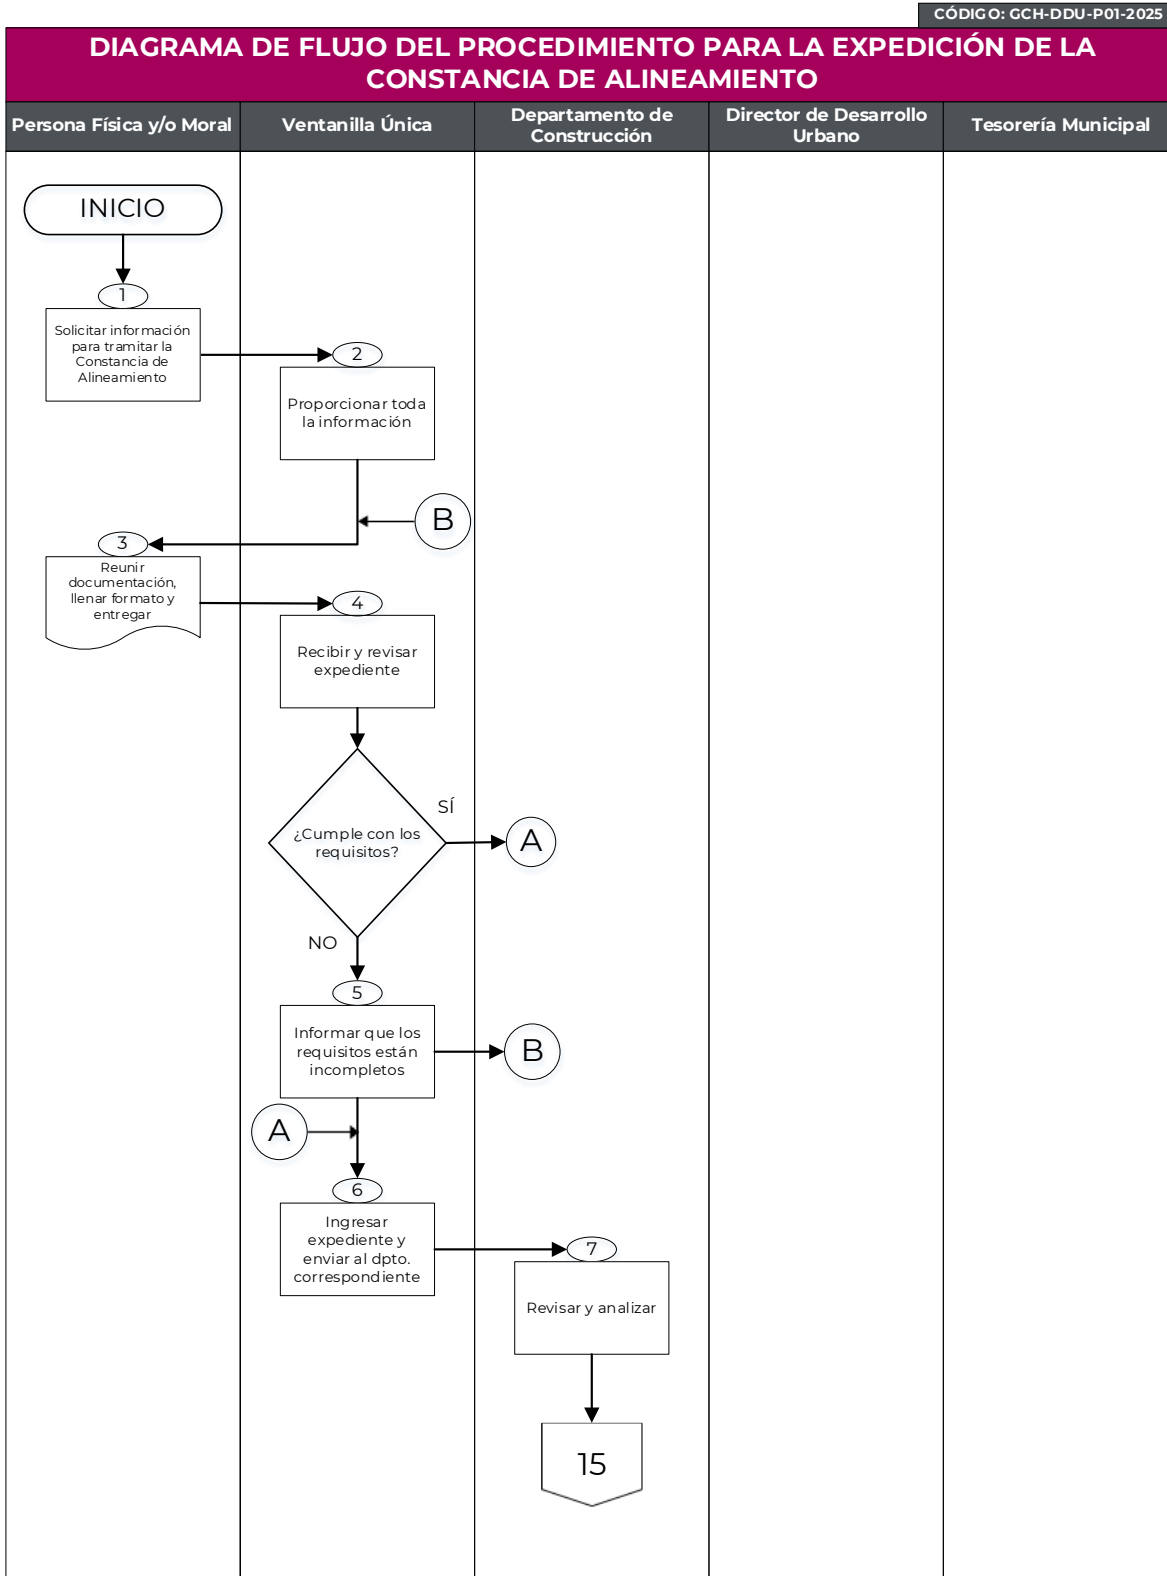 CÓDIGO: GCH-DDU-P01-2025
DIAGRAMA DE FLUJO DEL PROCEDIMIENTO PARA LA EXPEDICIÓN DE LA
CONSTANCIA DE ALINEAMIENTO
Persona Física y/o Moral
Ventanilla Única
Departamento de
Construcción
Director de Desarrollo
Urbano
Tesorería Municipal
INICIO
1
Solicitar información
para tramitar la
Constancia de
Alineamiento
2
Proporcionar toda
la información
B
3
Reunir
documentación,
llenar formato y
entregar
4
Recibir y revisar
expediente
¿Cumple con los
requisitos?
SÍ
A
NO
5
Informar que los
requisitos están
incompletos
B
A
6
Ingresar
expediente y
enviar al dpto.
correspondiente
7
Revisar y analizar
15